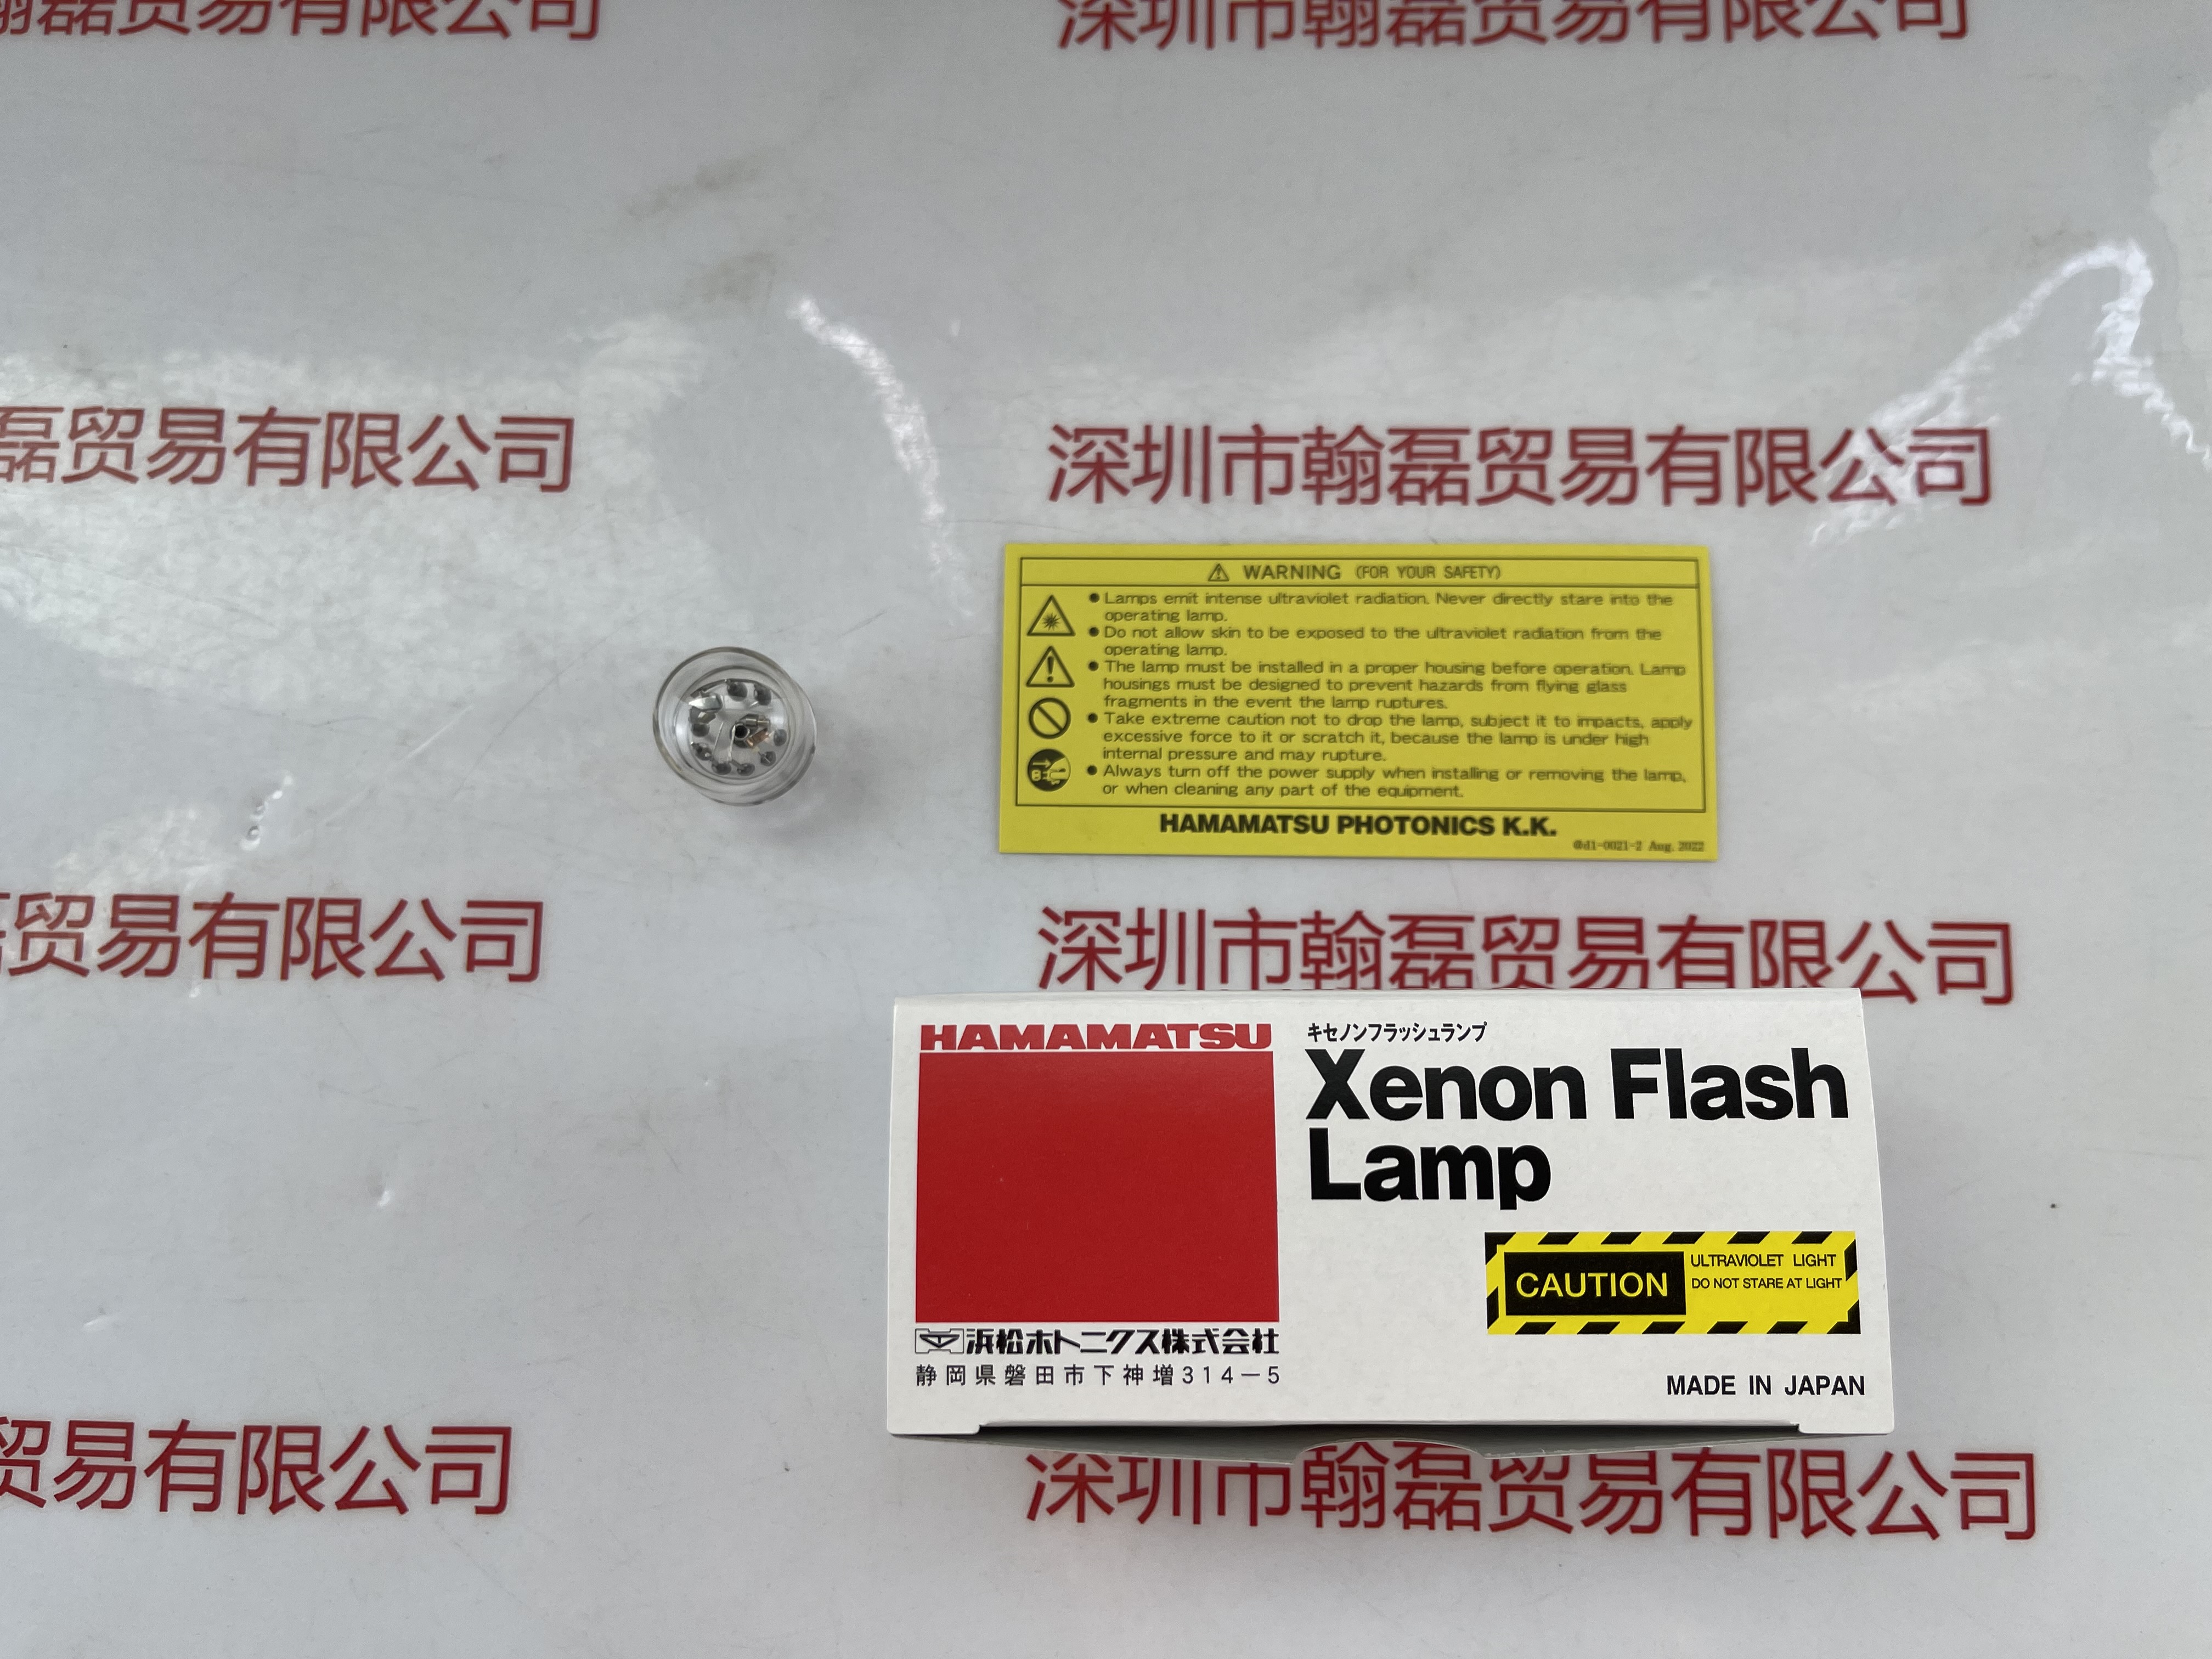 翰磊贸易有限公司
深圳市翰磊贸易有限公司
磊贸易有限公司
深圳市翰磊贸易有限公司
WARNING (FOR YOUR SAFETY)
● Lamps emit intense ultraviolet radiation. Never directly stare into the
operating lamp.
● Do not allow skin to be exposed to the ultraviolet radiation from the
operating lamp.
● The lamp must be installed in a proper housing before operation. Lamp
housings must be designed to prevent hazards from flying glass
fragments in the event the lamp ruptures.
● Take extreme caution not to drop the lamp, subject it to impacts, apply
excessive force to it or scratch it, because the lamp is under high
internal pressure and may rupture.
● Always turn off the power supply when installing or removing the lamp,
or when cleaning any part of the equipment.
HAMAMATSU PHOTONICS K.K.
@d1-0021-2 Aug. 2022
磊贸易有限公司
深圳市翰磊贸易有限公司
HAMAMATSU
キセノンフラッシュランプ
Xenon Flash
Lamp
CAUTION
ULTRAVIOLET LIGHT
DO NOT STARE AT LIGHT
浜松ホトニクス株式会社
静岡県磐田市下神増314－5
MADE IN JAPAN
贸易有限公司
深圳市翰磊贸易有限公司